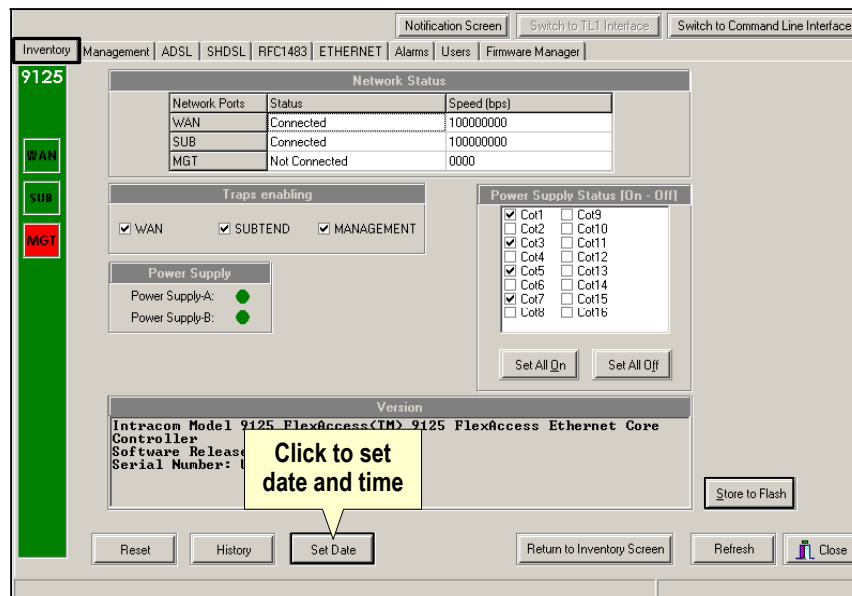 Notification Screen Switch to TL1 Interface Switch to Command Line Interface
Inventory Management ADSL SHDSL RFC1483 ETHERNET Alarms Users Firmware Manager
9125
WAN
SUB
MGT
Network Status
Network Ports Status Speed (bps)
WAN Connected 100000000
SUB Connected 100000000
MGT Not Connected 0000
Traps enabling
WAN SUBTEND MANAGEMENT
Power Supply
Power Supply-A:
Power Supply-B:
Power Supply Status [On - Off]
Cot1 Cot9
Cot2 Cot10
Cot3 Cot11
Cot4 Cot12
Cot5 Cot13
Cot6 Cot14
Cot7 Cot15
Cot8 Cot16
Set All On Set All Off
Version
Intracom Model 9125 FlexAccess(TM) 9125 FlexAccess Ethernet Core
Controller
Software Release
Serial Number:
Click to set
date and time
Store to Flash
Reset History Set Date Return to Inventory Screen Refresh Close